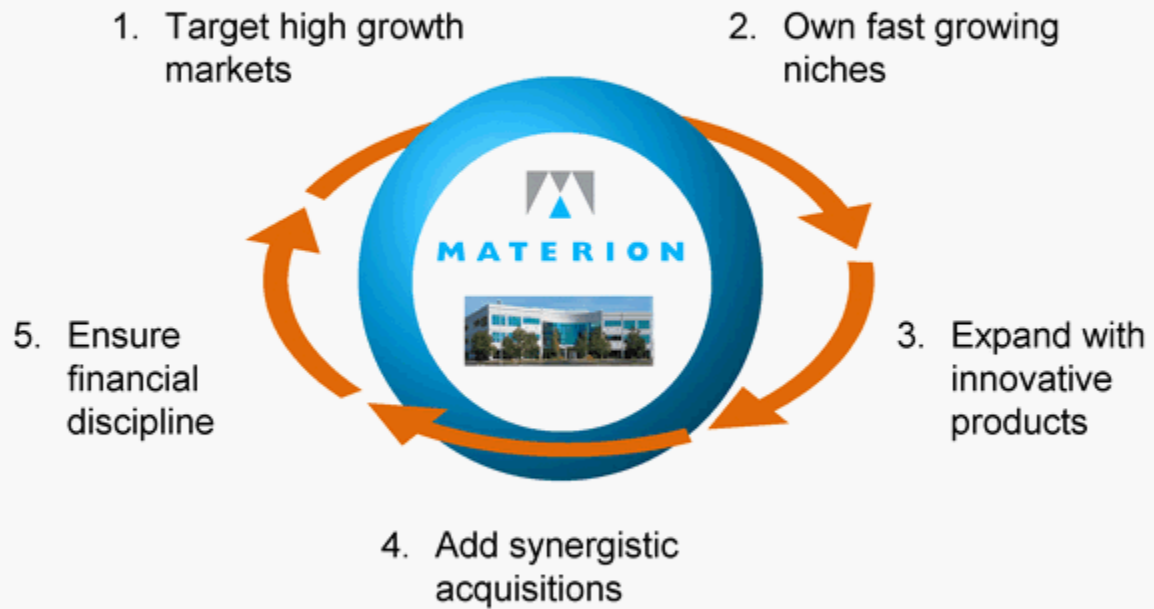 1. Target high growth
markets
2. Own fast growing
niches
MATERION
3. Expand with
innovative
products
4. Add synergistic
acquisitions
5. Ensure
financial
discipline